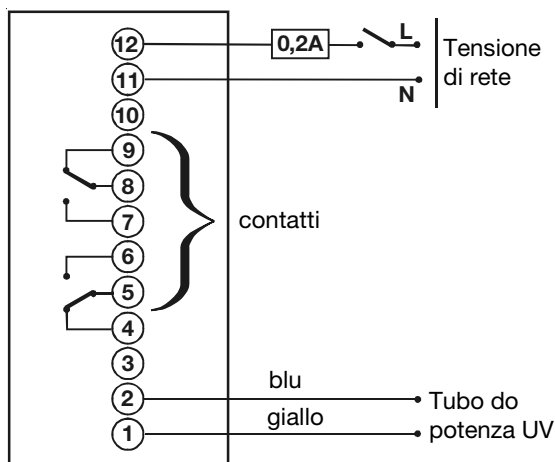 12
0,2A
L
Tensione
di rete
11
N
10
9
8
7
contatti
6
5
4
3
2
blu
Tubo do
1
giallo
potenza UV